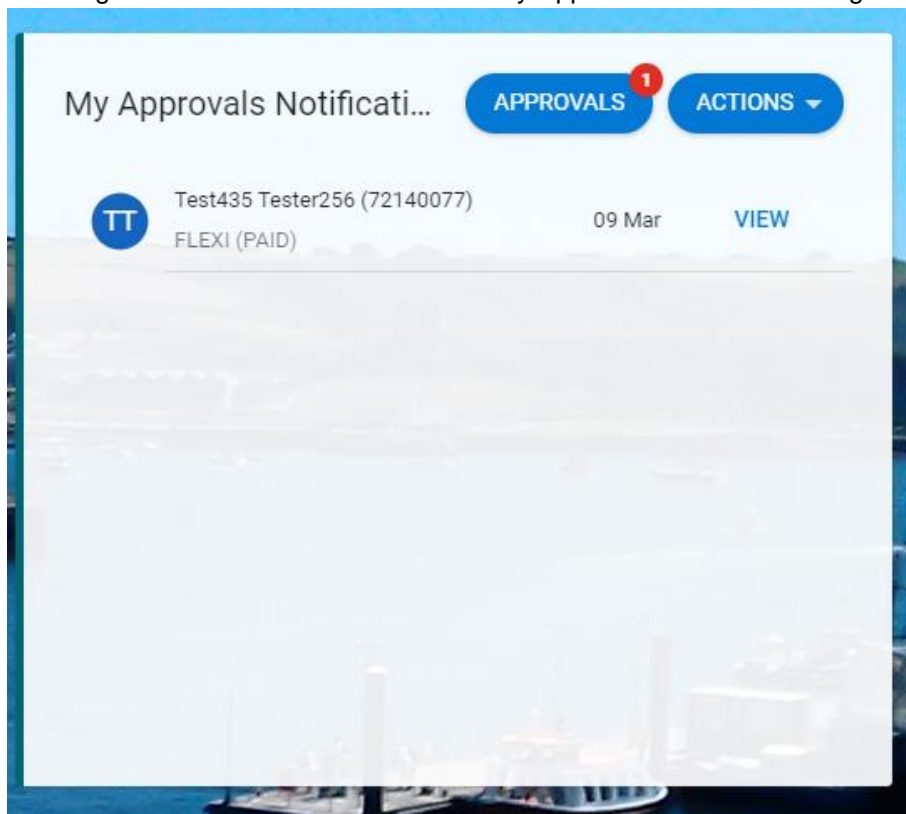 My Approvals Notificati... APPROVALS 1 ACTIONS
Test435 Tester256 (72140077)
FLEXI (PAID)
09 Mar VIEW
TT